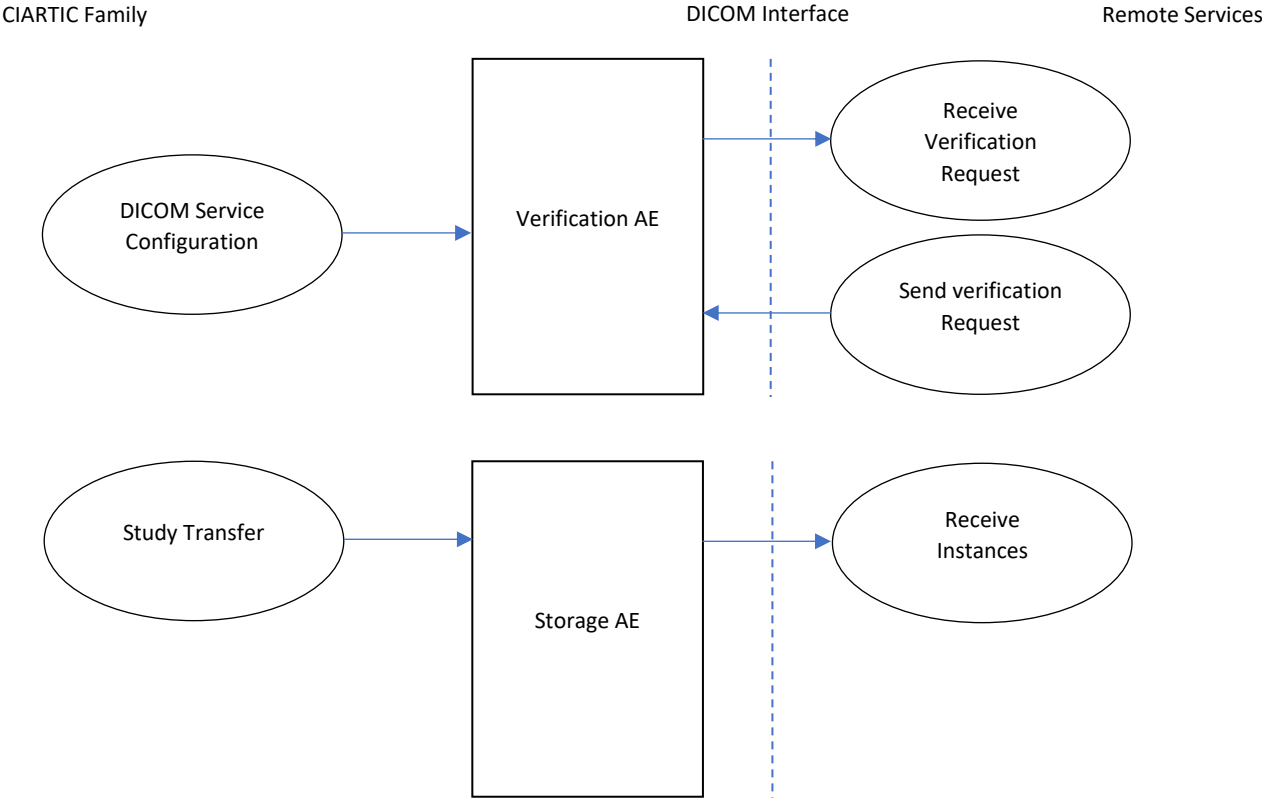 CIARTIC Family
DICOM Interface
Remote Services
Receive
Verification
Request
DICOM Service
Configuration
Verification AE
Send verification
Request
Study Transfer
Receive
Instances
Storage AE